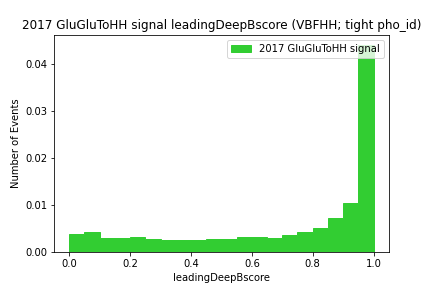 2017 GluGluToHH signal leadingDeepBscore (VBFHH; tight pho_id)
2017 GluGluToHH signal
Number of Events
0.04
0.03
0.02
0.01
0.00
0.0 0.2 0.4 0.6 0.8 1.0
leadingDeepBscore